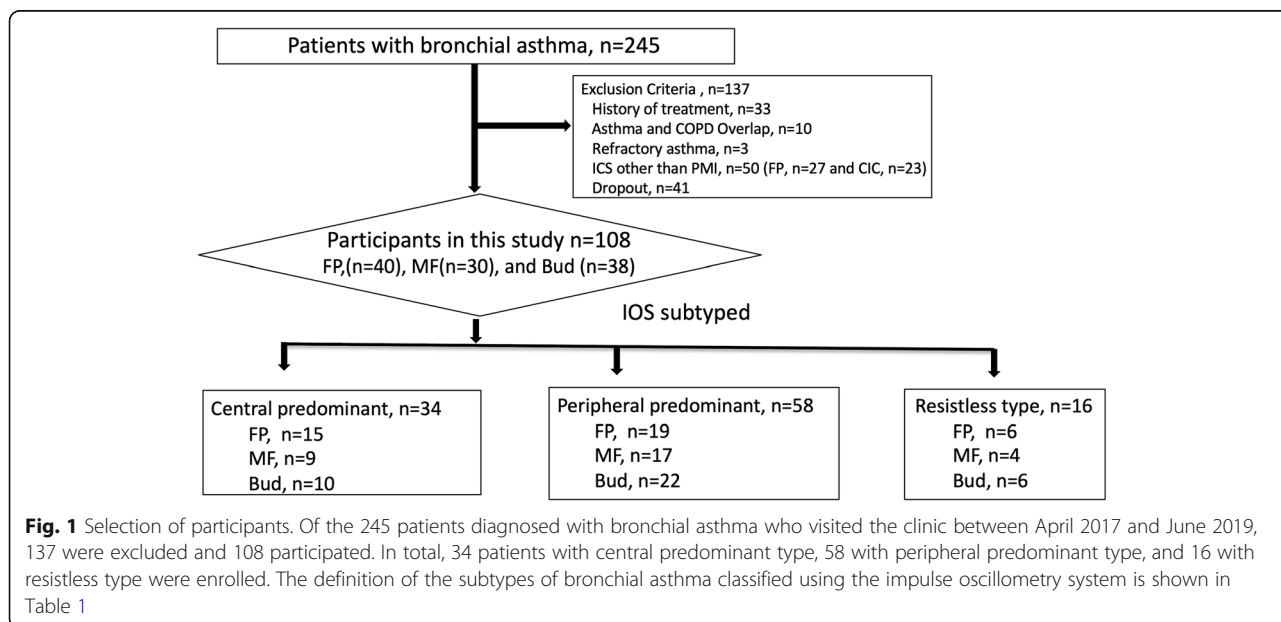 Patients with bronchial asthma, n=245
Exclusion Criteria , n=137
History of treatment, n=33
Asthma and COPD Overlap, n=10
Refractory asthma, n=3
ICS other than PMI, n=50 (FP, n=27 and CIC, n=23)
Dropout, n=41
Participants in this study n=108
FP,(n=40), MF(n=30), and Bud (n=38)
IOS subtyped
Central predominant, n=34
FP, n=15
MF, n=9
Bud, n=10
Peripheral predominant, n=58
FP, n=19
MF, n=17
Bud, n=22
Resistless type, n=16
FP, n=6
MF, n=4
Bud, n=6
Fig. 1 Selection of participants. Of the 245 patients diagnosed with bronchial asthma who visited the clinic between April 2017 and June 2019,
137 were excluded and 108 participated. In total, 34 patients with central predominant type, 58 with peripheral predominant type, and 16 with
resistless type were enrolled. The definition of the subtypes of bronchial asthma classified using the impulse oscillometry system is shown in
Table 1